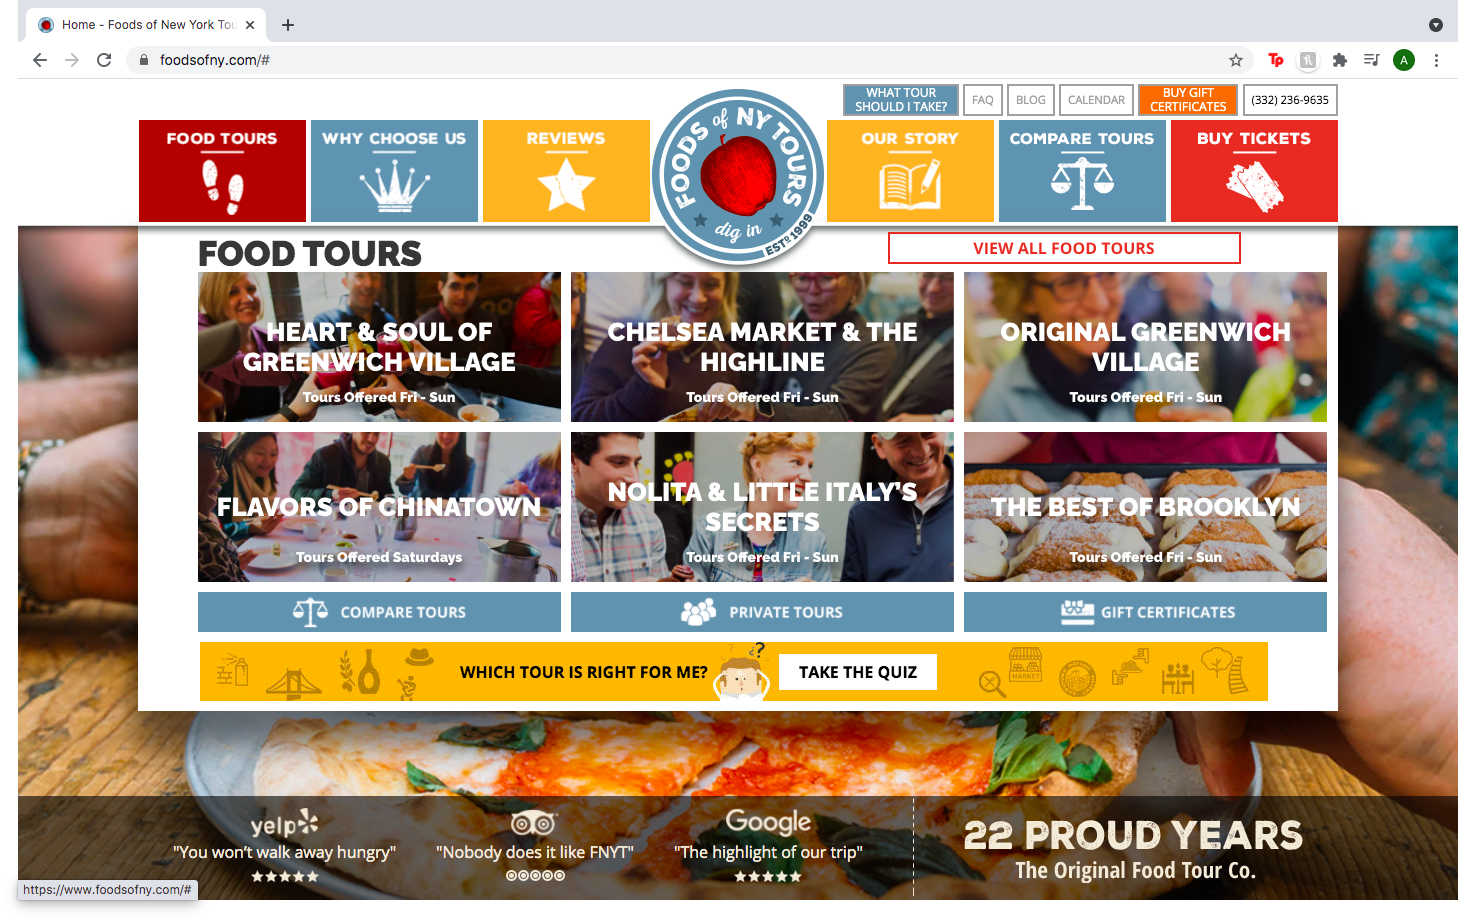 Home - Foods of New York Tou
foodsofny.com/#
A
WHAT TOUR
SHOULD I TAKE?
FAQ
BLOG
CALENDAR
BUY GIFT
CERTIFICATES
(332) 236-9635
FOOD TOURS
WHY CHOOSE US
REVIEWS
FOODS of NY TOURS
dig in
ESTD 1999
OUR STORY
COMPARE TOURS
BUY TICKETS
FOOD TOURS
VIEW ALL FOOD TOURS
HEART & SOUL OF
GREENWICH VILLAGE
Tours Offered Fri - Sun
CHELSEA MARKET & THE
HIGHLINE
Tours Offered Fri - Sun
ORIGINAL GREENWICH
VILLAGE
Tours Offered Fri - Sun
FLAVORS OF CHINATOWN
Tours Offered Saturdays
NOLITA & LITTLE ITALY'S
SECRETS
Tours Offered Fri - Sun
THE BEST OF BROOKLYN
Tours Offered Fri - Sun
COMPARE TOURS
PRIVATE TOURS
GIFT CERTIFICATES
WHICH TOUR IS RIGHT FOR ME?
??
TAKE THE QUIZ
MARKET
yelp
"You won't walk away hungry"
"Nobody does it like FNYT"
Google
"The highlight of our trip"
22 PROUD YEARS
The Original Food Tour Co.
https://www.foodsofny.com/#